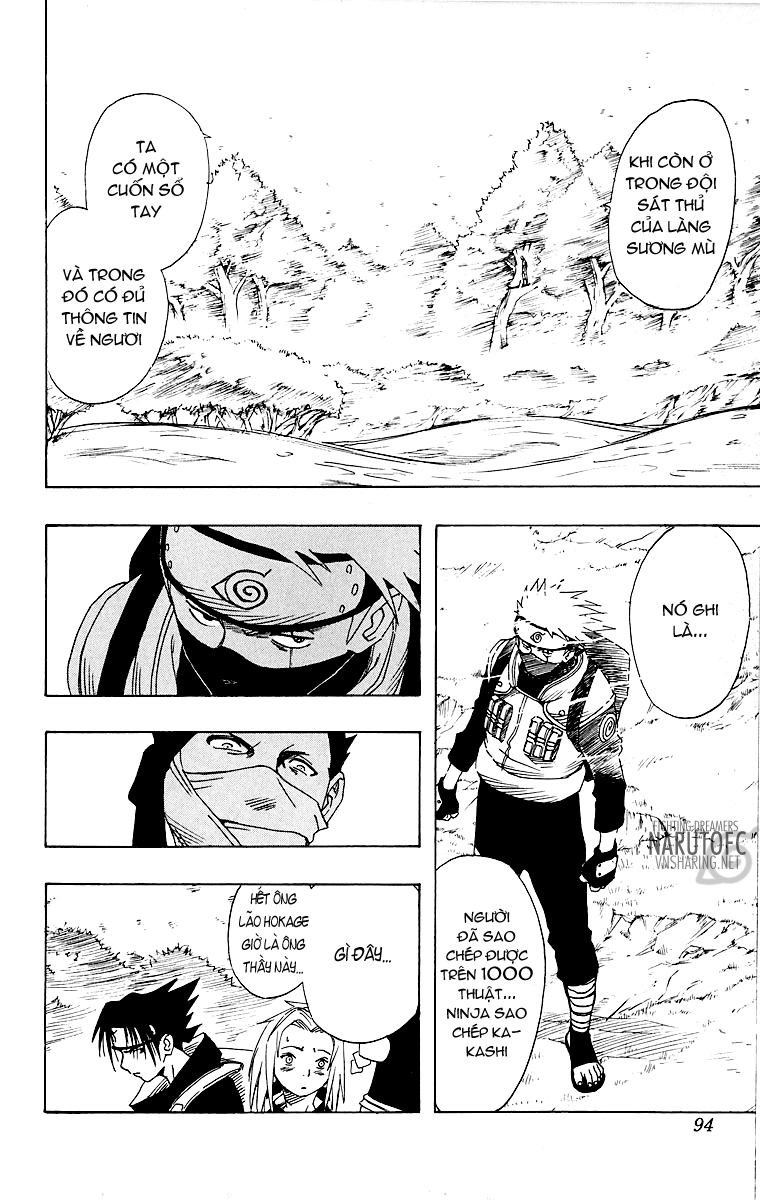 KHI CÒN Ở
TRONG ĐỘI
SÁT THỦ
CỦA LÀNG
SƯƠNG MÙ
TA
CÓ MỘT
CUỐN SỔ
TAY
VÀ TRONG
ĐÓ CÓ ĐỦ
THÔNG TIN
VỀ NGƯƠI
NÓ GHI
LÀ...
NGƯỜI
ĐÃ SAO
CHÉP ĐƯỢC
TRÊN 1000
THUẬT...
NINJA SAO
CHÉP KA-
KASHI
GÌ ĐÂY...
HẾT ÔNG
LÃO HOKAGE
GIỜ LÀ ÔNG
THẦY NÀY...
FIGHTING DREAMERS
NARUTOFC
VNSHARING.NET
94